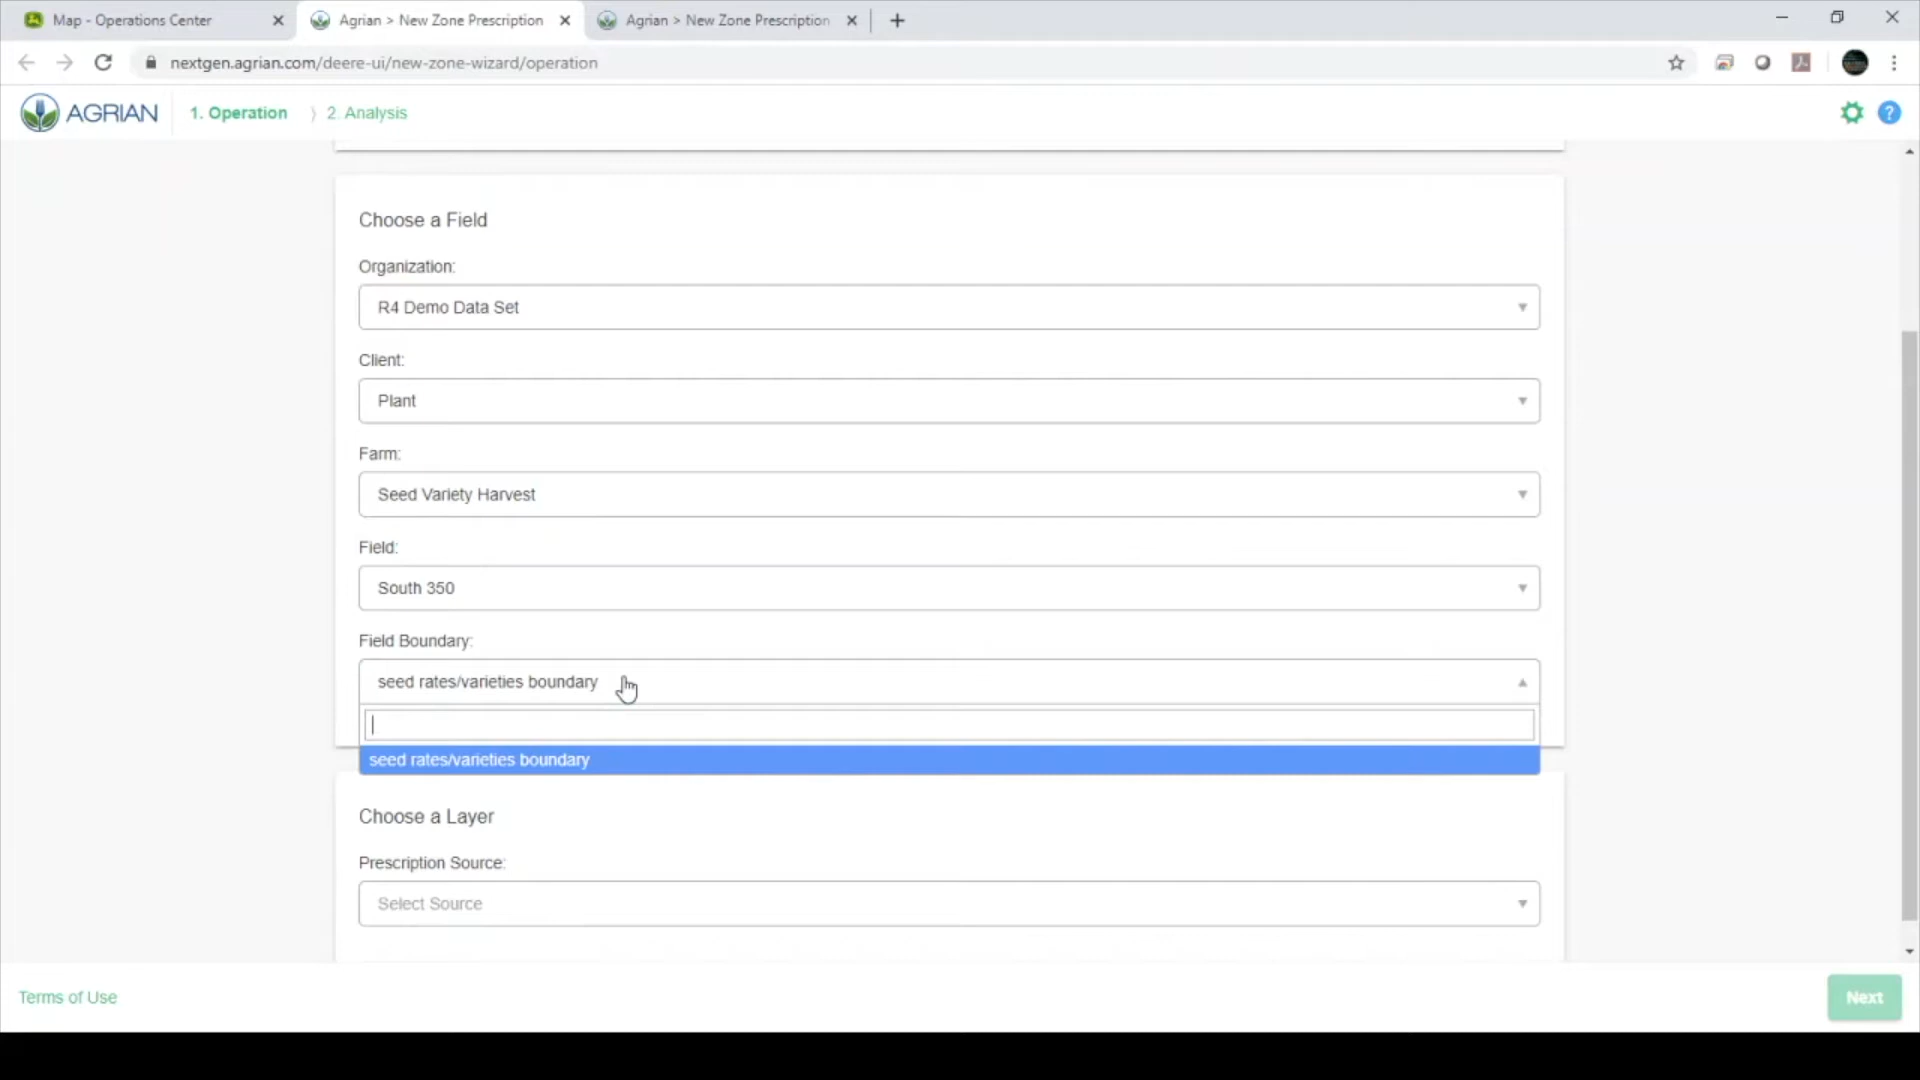 Map - Operations Center
Agrian > New Zone Prescription
Agrian > New Zone Prescription
nextgen.agrian.com/deere-ui/new-zone-wizard/operation
AGRIAN
1. Operation
2. Analysis
?
Choose a Field
Organization:
R4 Demo Data Set
Client:
Plant
Farm:
Seed Variety Harvest
Field:
South 350
Field Boundary:
seed rates/varieties boundary
seed rates/varieties boundary
Choose a Layer
Prescription Source:
Select Source
Terms of Use
Next